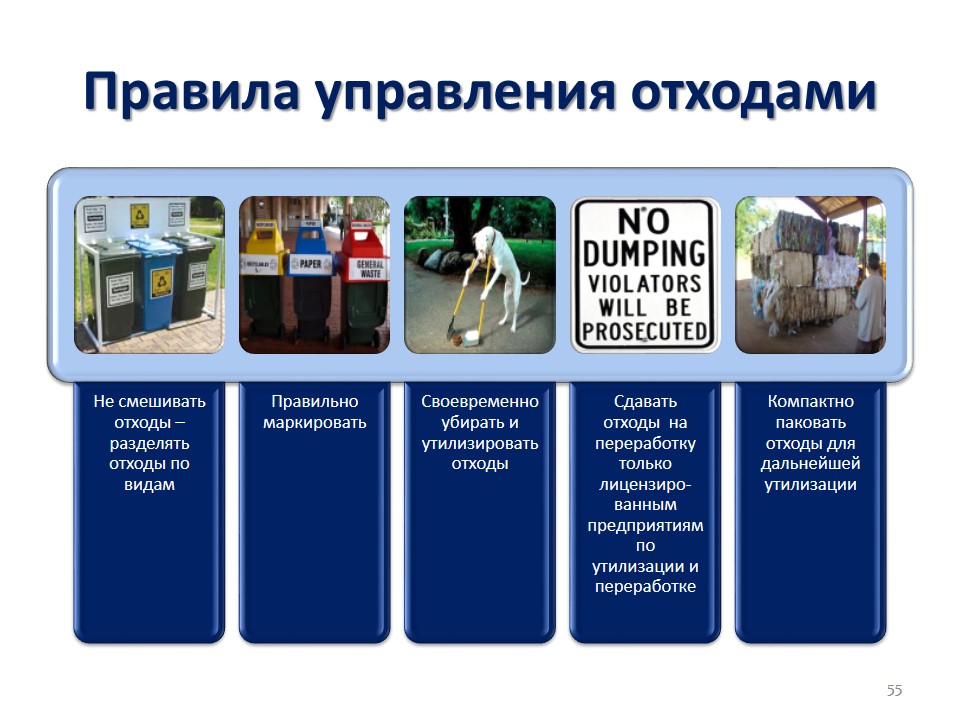 Правила управления отходами
PAPER
GENERAL
WASTE
NO
DUMPING
VIOLATORS
WILL BE
PROSECUTED
Не смешивать
отходы –
разделять
отходы по
видам
Правильно
маркировать
Своевременно
убирать и
утилизировать
отходы
Сдавать
отходы на
переработку
только
лицензиро-
ванным
предприятиям
по
утилизации и
переработке
Компактно
паковать
отходы для
дальнейшей
утилизации
55